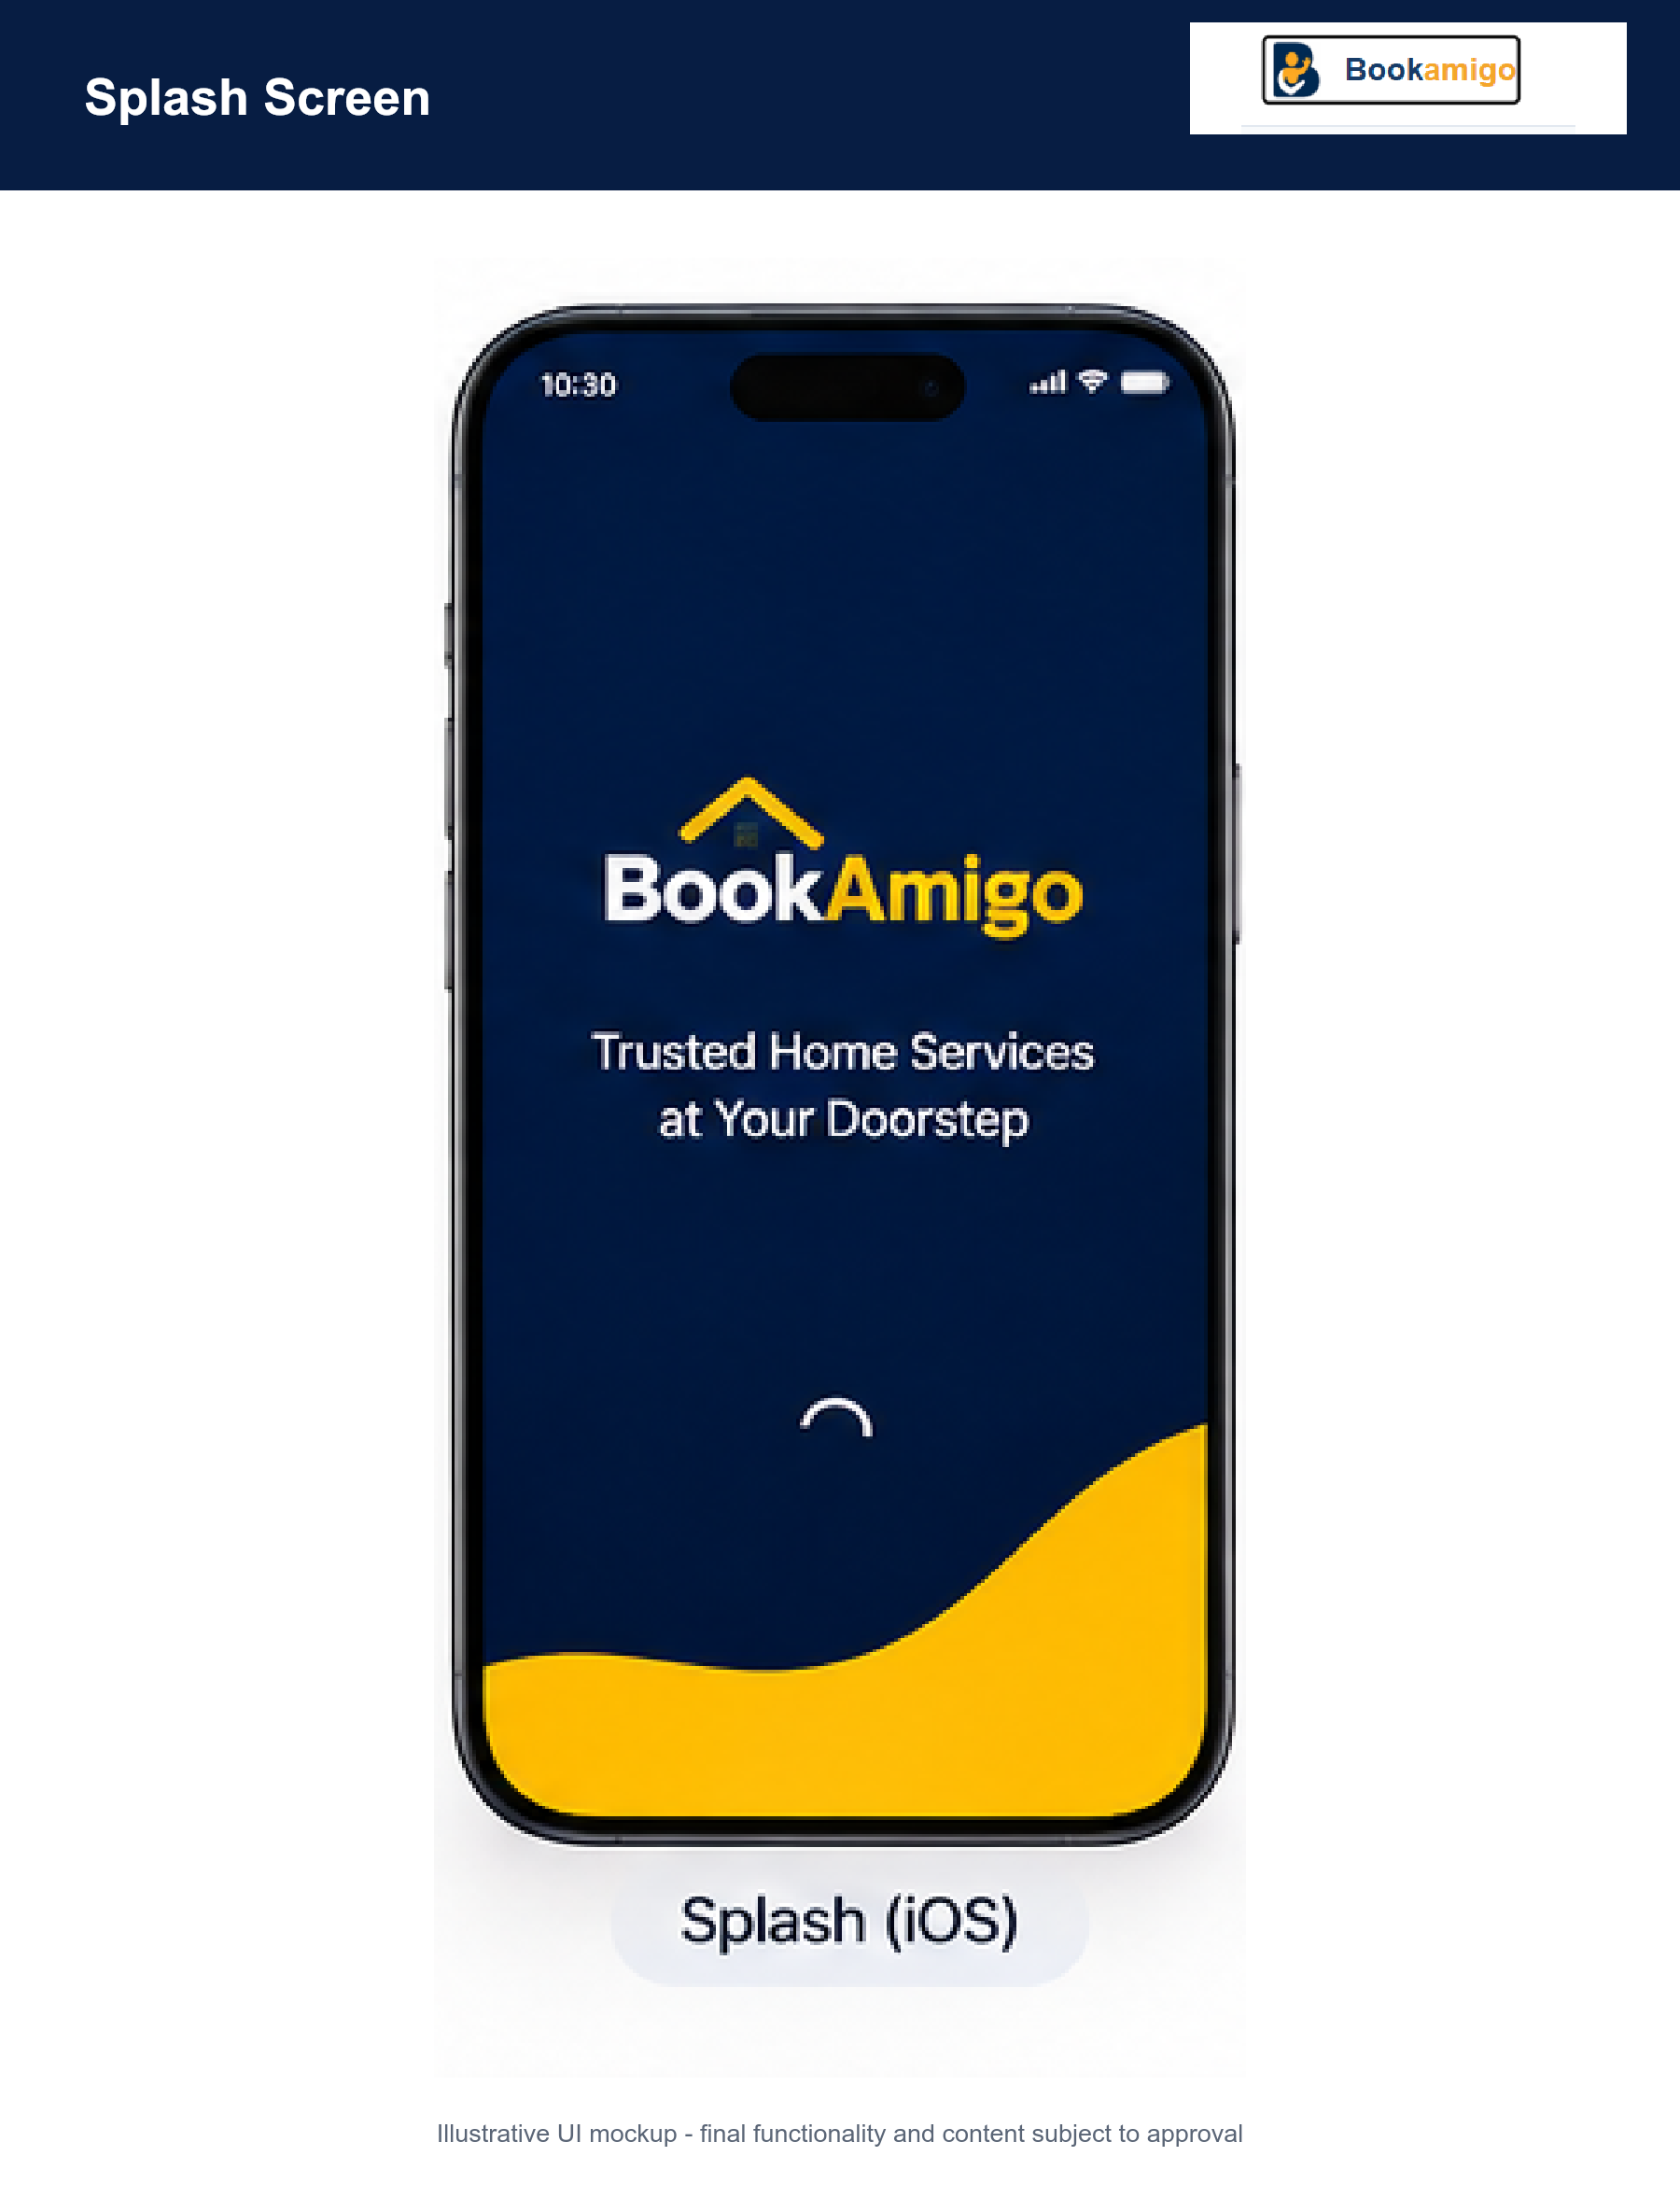 Splash Screen
Bookamigo
10:30
BookAmigo
Trusted Home Services
at Your Doorstep
Splash (iOS)
Illustrative UI mockup - final functionality and content subject to approval